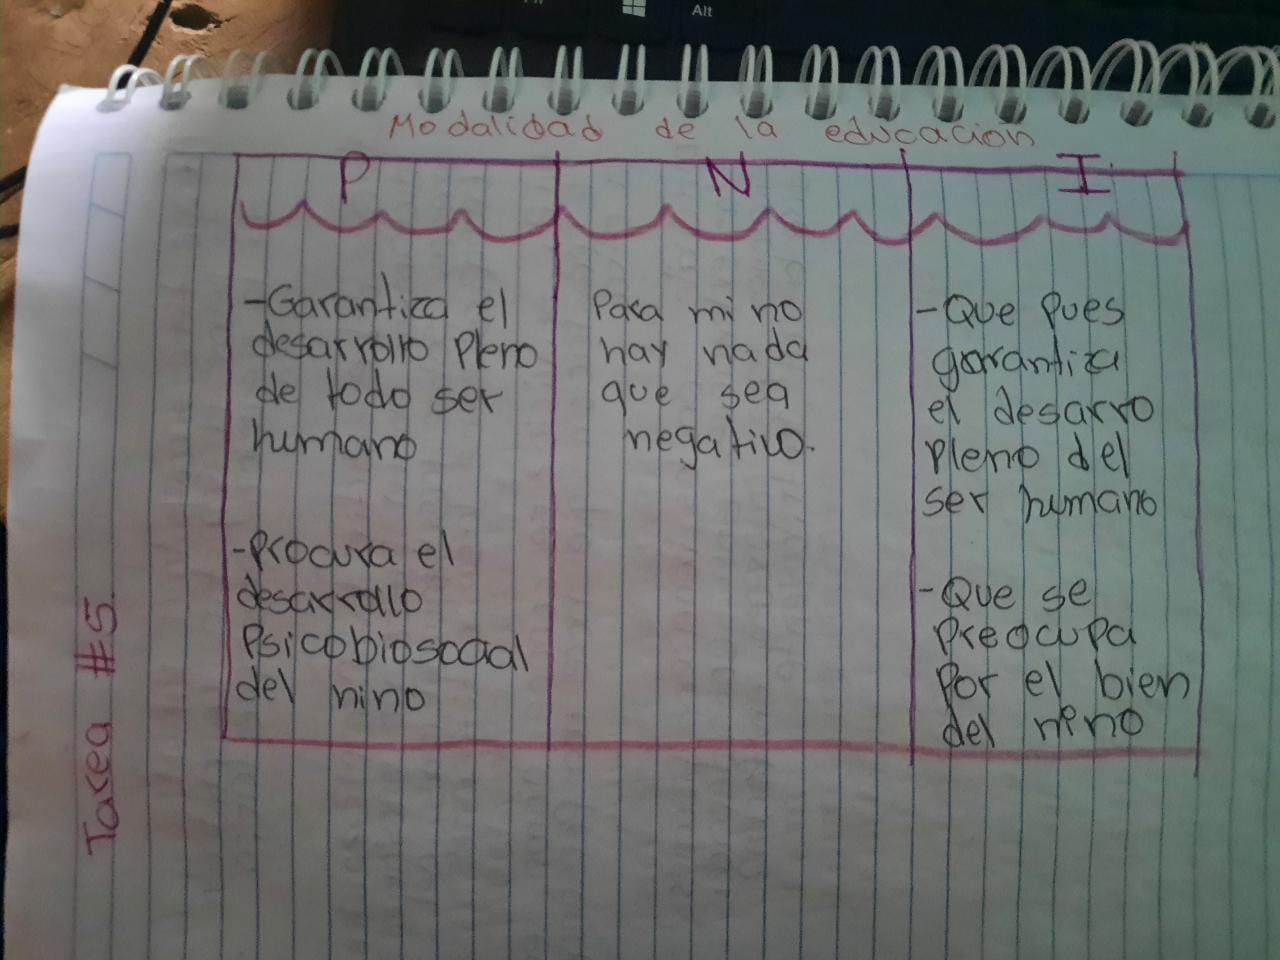 Alt
Modalidad de la educacion
P
N
I
-Garantiza el
desarrollo Pleno
de todo ser
humano
-Procura el
desarrollo
Psicobiosocial
del nino
Para mi no
hay nada
que sea
negativo.
-Que pues
garantiza
el desarro
Pleno del
ser humano
-Que se
Preocupa
Por el bien
del nino
Tarea #5